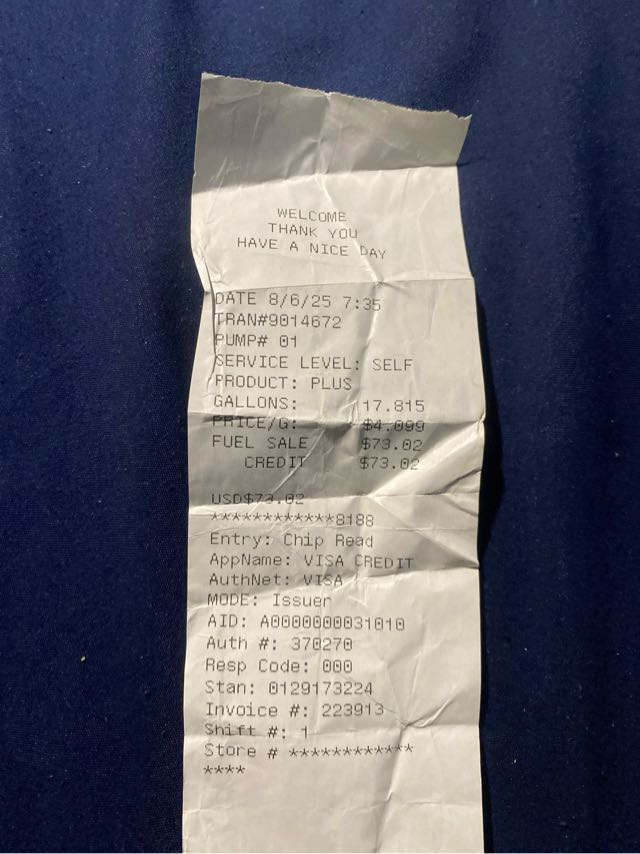 WELCOME
THANK YOU
HAVE A NICE DAY
DATE 8/6/25 7:35
TRAN#9014672
PUMP# 01
SERVICE LEVEL: SELF
PRODUCT: PLUS
GALLONS: 17.815
PRICE/G: $4.099
FUEL SALE $73.02
CREDIT $73.02
USD$73.02
************8188
Entry: Chip Read
AppName: VISA CREDIT
AuthNet: VISA
MODE: Issuer
AID: A0000000031010
Auth #: 370270
Resp Code: 000
Stan: 0129173224
Invoice #: 223913
Shift #: 1
Store # ************
****